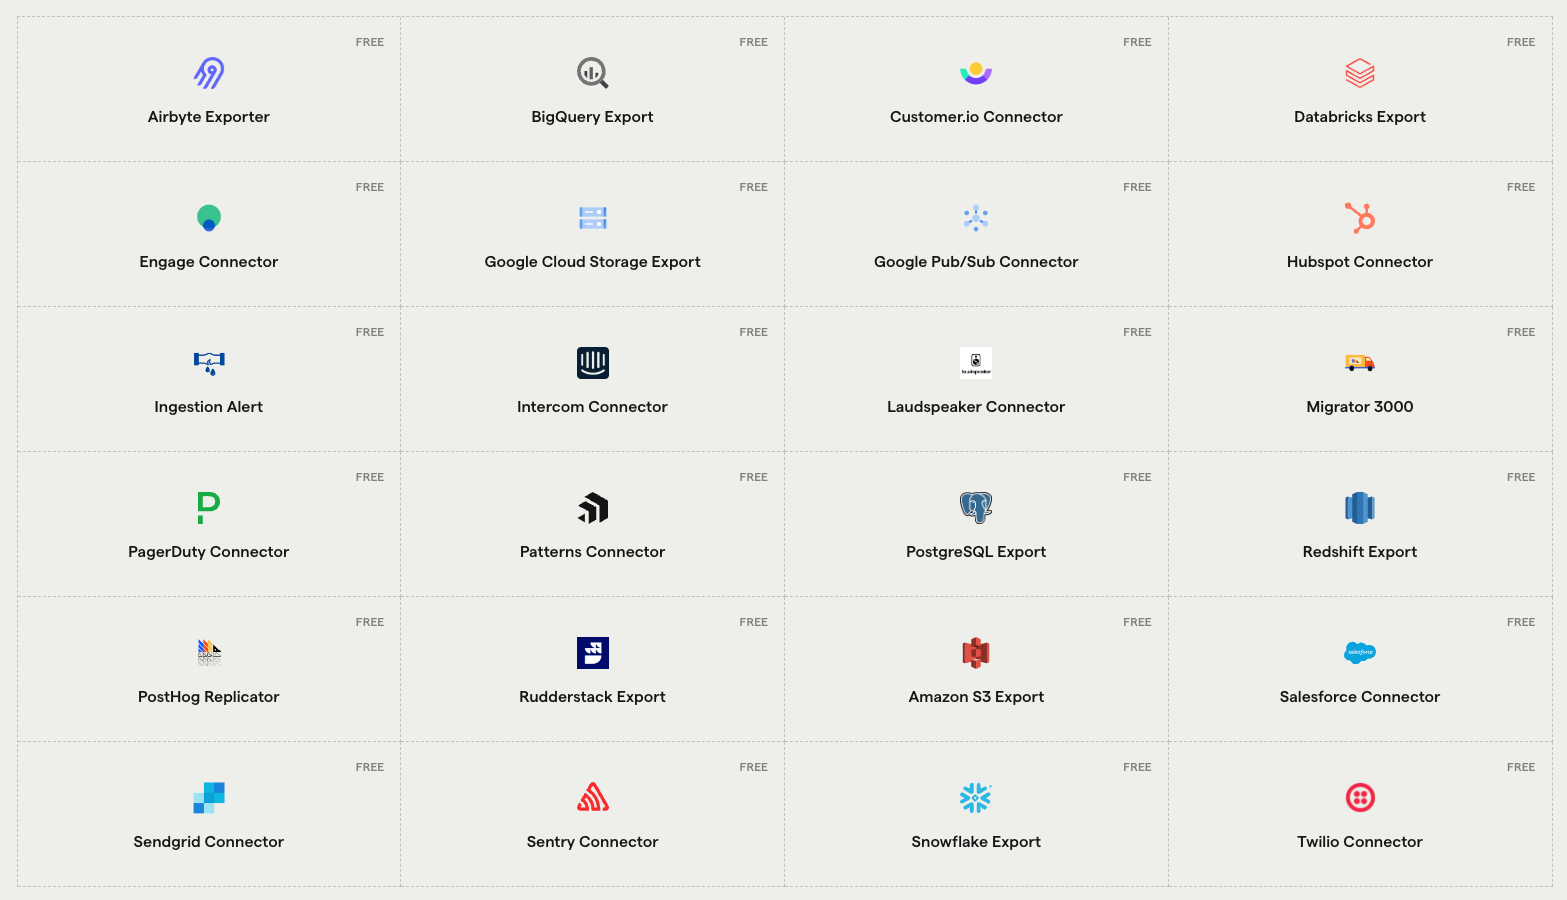 FREE
Airbyte Exporter
FREE
BigQuery Export
FREE
Customer.io Connector
FREE
Databricks Export
FREE
Engage Connector
FREE
Google Cloud Storage Export
FREE
Google Pub/Sub Connector
FREE
Hubspot Connector
FREE
Ingestion Alert
FREE
Intercom Connector
FREE
laudspeaker
Laudspeaker Connector
FREE
Migrator 3000
FREE
PagerDuty Connector
FREE
Patterns Connector
FREE
PostgreSQL Export
FREE
Redshift Export
FREE
PostHog Replicator
FREE
Rudderstack Export
FREE
Amazon S3 Export
FREE
salesforce
Salesforce Connector
FREE
Sendgrid Connector
FREE
Sentry Connector
FREE
Snowflake Export
FREE
Twilio Connector